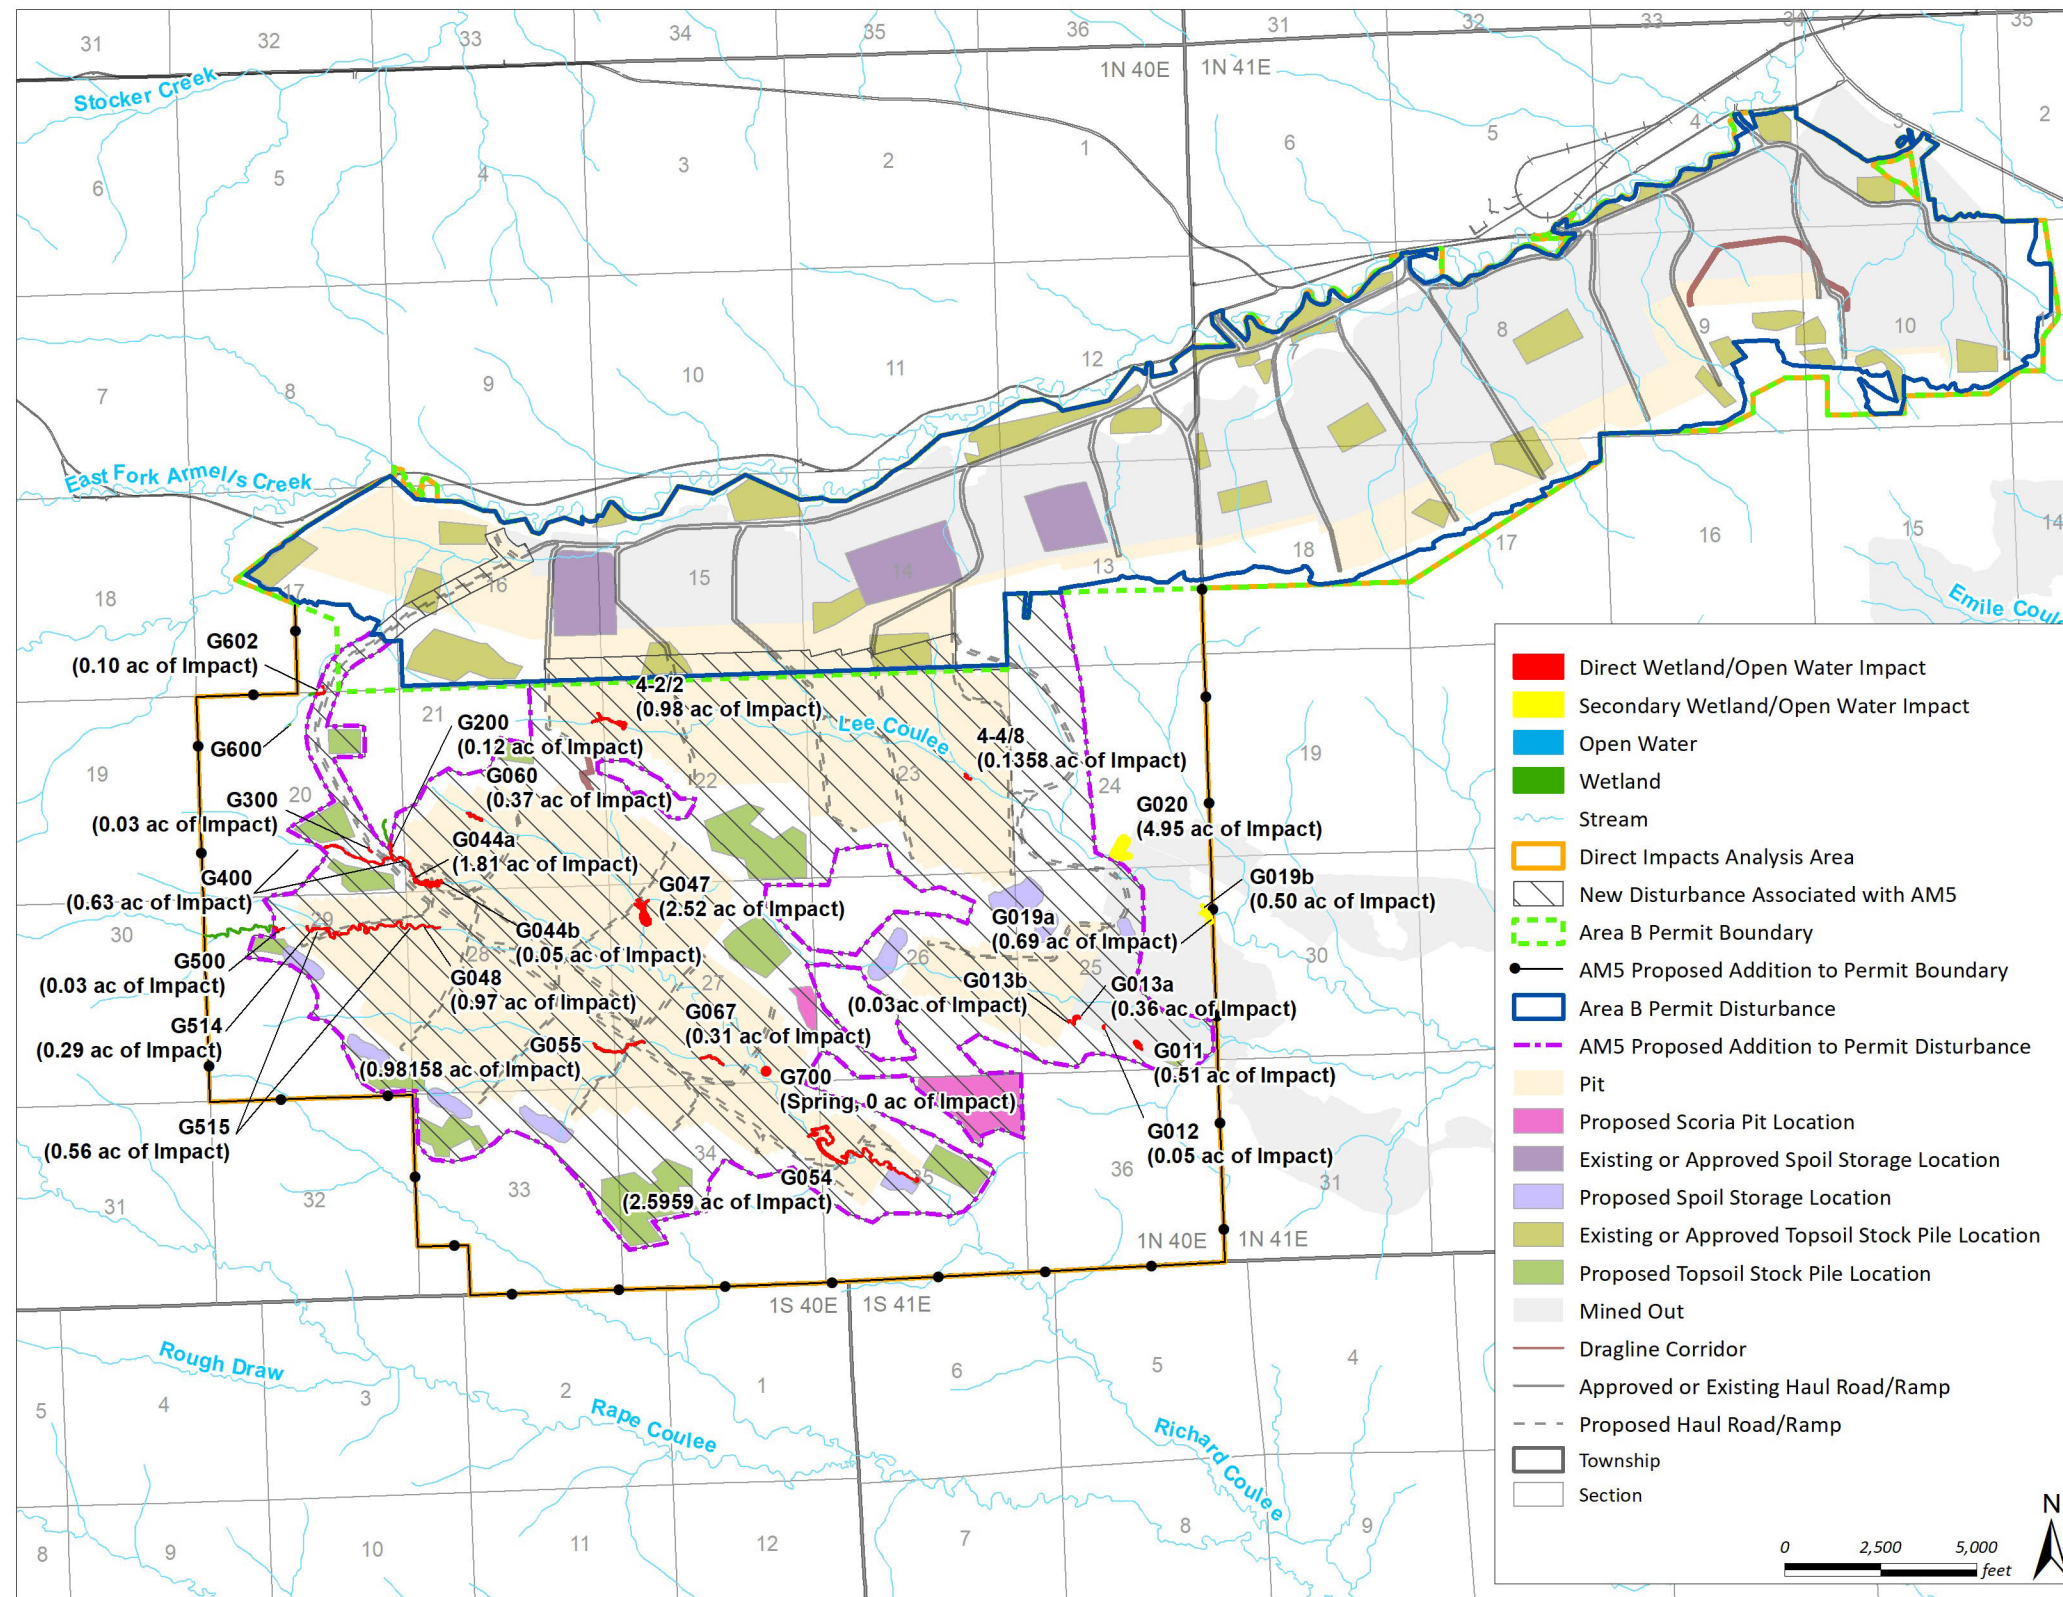 31 32 33 34 35 36 31 32 33 34 35
1N 40E 1N 41E
Stocker Creek
6 5 4 3 2 1 6 5 4 3 2
7 8 9 10 11 12 7 8 9 10
East Fork Armells Creek
18 17 16 15 14 13 18 17 16 15 14
Emile Coul
G602
(0.10 ac of Impact)
G600
21
4-2/2
(0.98 ac of Impact)
G200
(0.12 ac of Impact)
Lee Coulee
4-4/8
(0.1358 ac of Impact)
19 20 22 23 24 19
G060
(0.37 ac of Impact)
G300
(0.03 ac of Impact)
G020
(4.95 ac of Impact)
G044a
(1.81 ac of Impact)
G400
(0.63 ac of Impact)
G047
(2.52 ac of Impact)
G019b
(0.50 ac of Impact)
G019a
(0.69 ac of Impact)
30 29 28 27 26 25 30
G044b
(0.05 ac of Impact)
G500
(0.03 ac of Impact)
G048
(0.97 ac of Impact)
G013b
(0.03ac of Impact)
G013a
(0.36 ac of Impact)
G514
(0.29 ac of Impact)
G067
(0.31 ac of Impact)
G055
(0.98158 ac of Impact)
G011
(0.51 ac of Impact)
G700
(Spring, 0 ac of Impact)
G515
(0.56 ac of Impact)
G012
(0.05 ac of Impact)
G054
(2.5959 ac of Impact)
31 32 33 34 35 36 31
1N 40E 1N 41E
1S 40E 1S 41E
Rough Draw
Rape Coulee
Richard Coulee
5 4 3 2 1 6 5 4
8 9 10 11 12 7 8 9
Direct Wetland/Open Water Impact
Secondary Wetland/Open Water Impact
Open Water
Wetland
Stream
Direct Impacts Analysis Area
New Disturbance Associated with AM5
Area B Permit Boundary
AM5 Proposed Addition to Permit Boundary
Area B Permit Disturbance
AM5 Proposed Addition to Permit Disturbance
Pit
Proposed Scoria Pit Location
Existing or Approved Spoil Storage Location
Proposed Spoil Storage Location
Existing or Approved Topsoil Stock Pile Location
Proposed Topsoil Stock Pile Location
Mined Out
Dragline Corridor
Approved or Existing Haul Road/Ramp
Proposed Haul Road/Ramp
Township
Section
N
0 2,500 5,000
feet